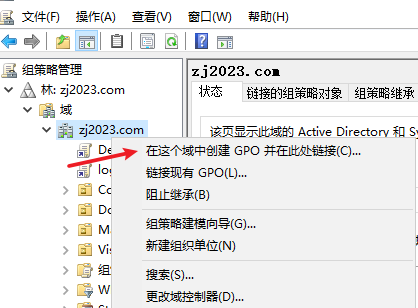 文件(F) 操作(A) 查看(V) 窗口(W) 帮助(H)
组策略管理
林: zj2023.com
域
zj2023.com
De
log
Co
Do
M
Vis
组
W
zj2023.com
状态 链接的组策略对象 组策略继承
该页显示此域的 Active Directory 和 Sy
在这个域中创建 GPO 并在此处链接(C)...
链接现有 GPO(L)...
阻止继承(B)
组策略建模向导(G)...
新建组织单位(N)
搜索(S)...
更改域控制器(D)...